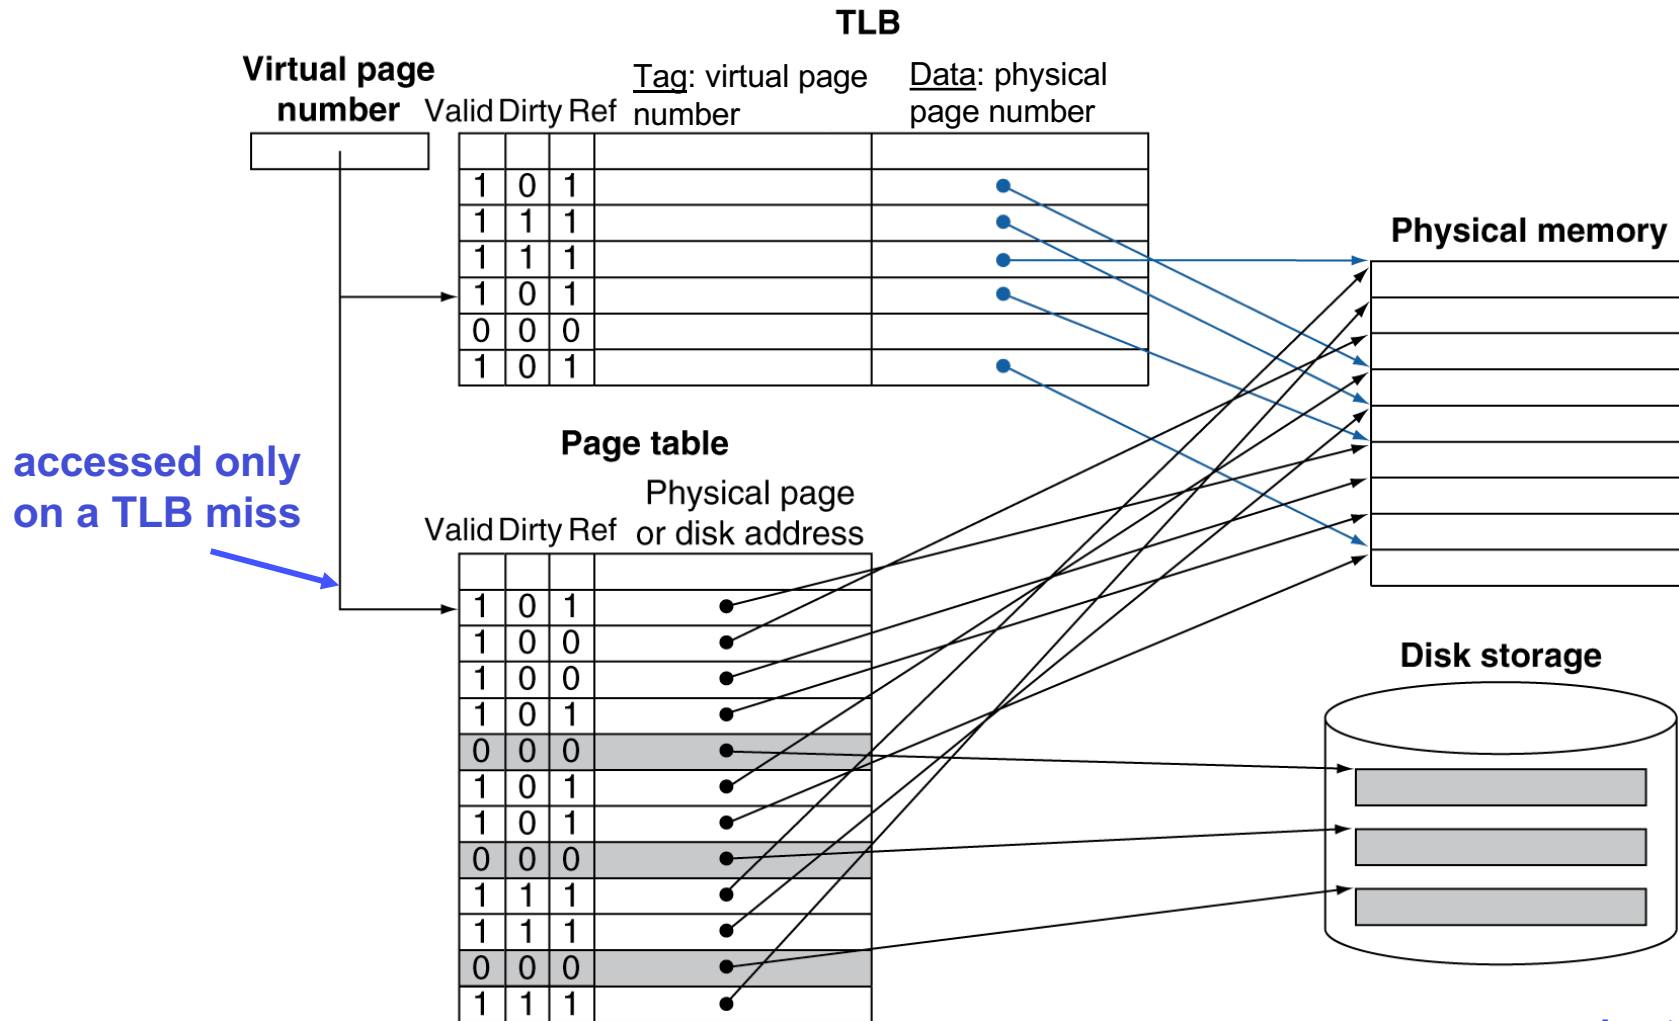 TLB
Virtual page
number
Valid Dirty Ref
Tag: virtual page
number
Data: physical
page number
1 0 1
1 1 1
1 1 1
1 0 1
0 0 0
1 0 1
Physical memory
accessed only
on a TLB miss
Page table
Physical page
or disk address
Valid Dirty Ref
1 0 1
1 0 0
1 0 0
1 0 1
0 0 0
1 0 1
1 0 1
0 0 0
1 1 1
1 1 1
0 0 0
1 1 1
Disk storage